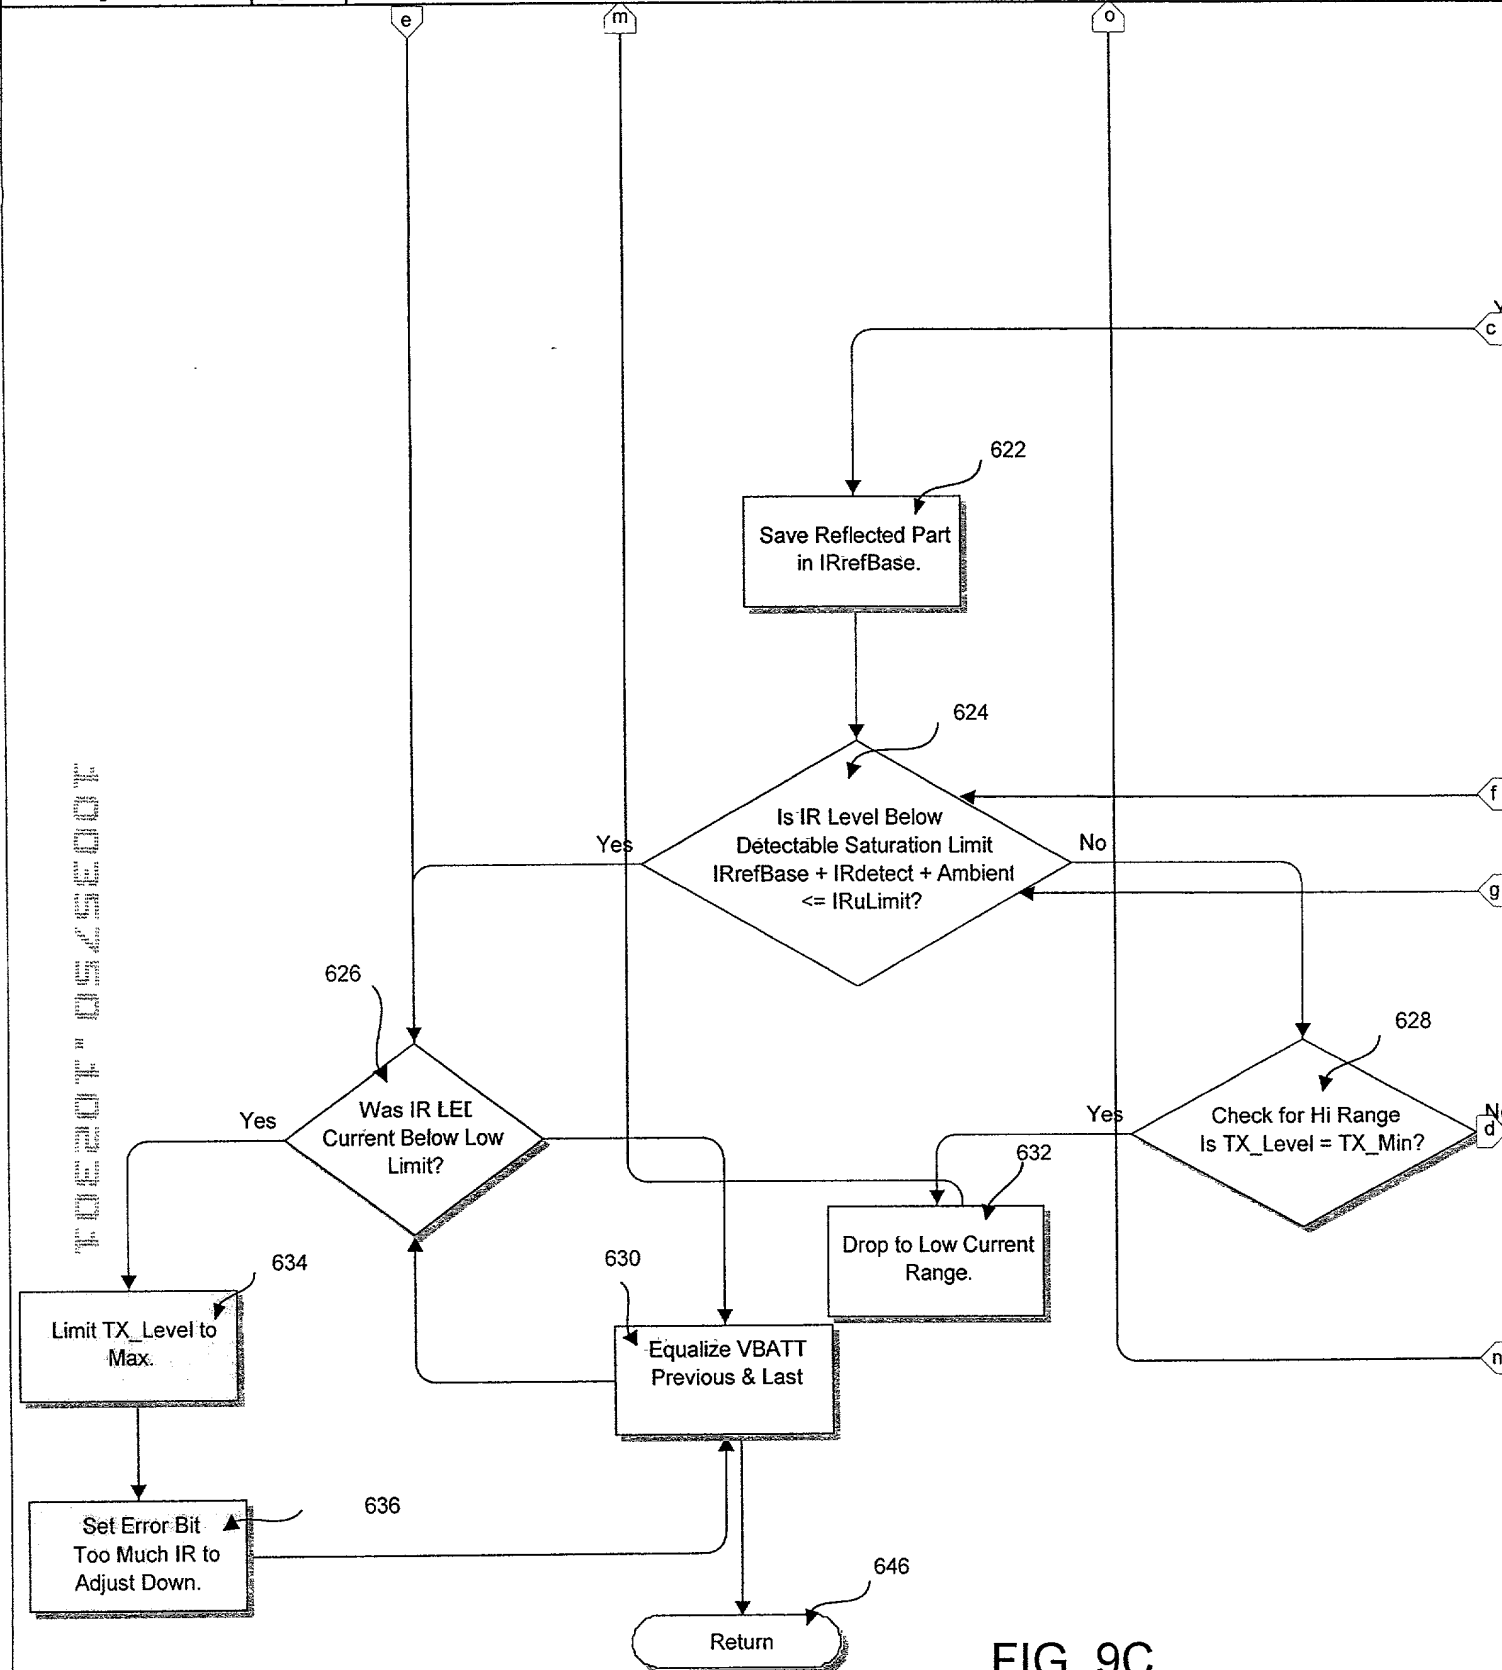 e
m
o
c
622
Save Reflected Part
in IRrefBase.
624
f
Is IR Level Below
Detectable Saturation Limit
IRrefBase + IRdetect + Ambient
<= IRuLimit?
Yes
No
g
626
628
Was IR LED
Current Below Low
Limit?
Yes
Yes
Check for Hi Range
Is TX_Level = TX_Min?
d
632
Drop to Low Current
Range.
634
630
Limit TX_Level to
Max.
Equalize VBATT
Previous & Last
n
636
Set Error Bit
Too Much IR to
Adjust Down.
646
Return
FIG. 9C